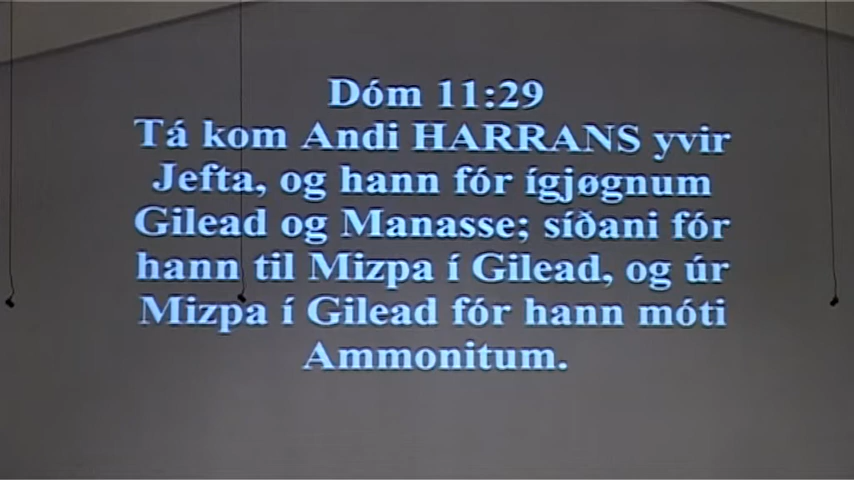 Dóm 11:29
Tá kom Andi HARRANS yvir
Jefta, og hann fór ígjøgnum
Gilead og Manasse; síðani fór
hann til Mizpa í Gilead, og úr
Mizpa í Gilead fór hann móti
Ammonitum.